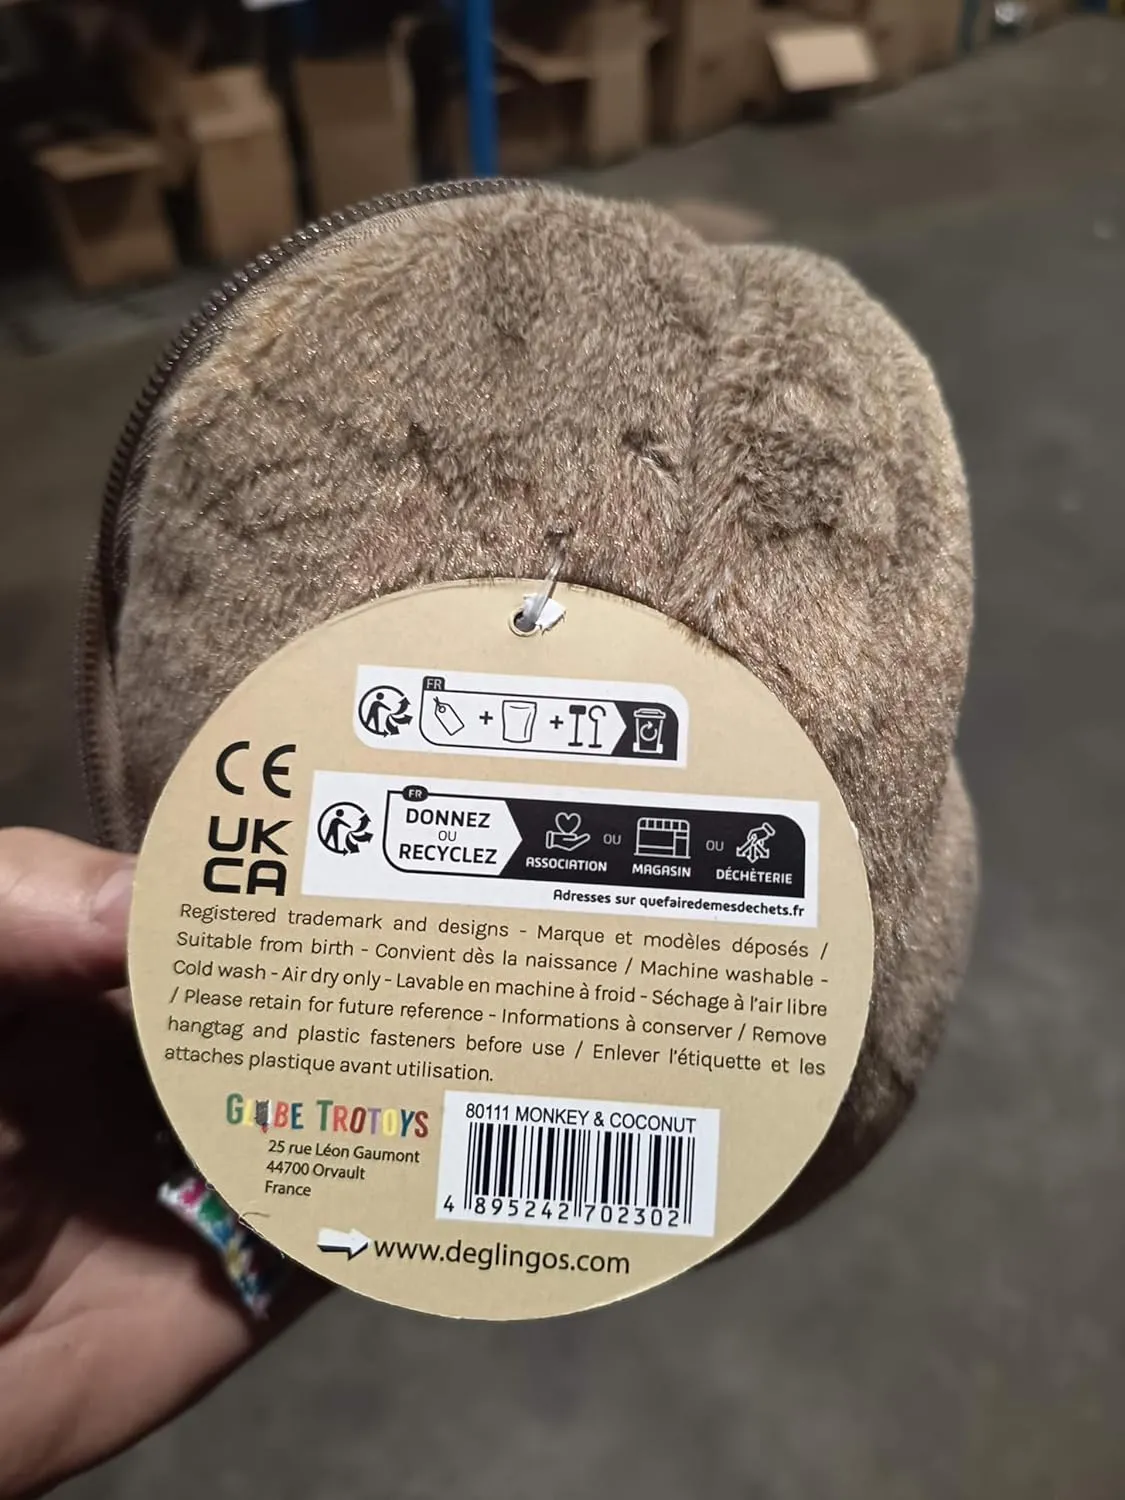 FR
CE
UK
CA
FR
DONNEZ
OU
RECYCLEZ
ASSOCIATION
OU
MAGASIN
OU
DÉCHÈTERIE
Adresses sur quefairedemesdechets.fr
Registered trademark and designs - Marque et modèles déposés /
Suitable from birth - Convient dès la naissance / Machine washable -
Cold wash - Air dry only - Lavable en machine à froid - Séchage à l'air libre
/ Please retain for future reference - Informations à conserver / Remove
hangtag and plastic fasteners before use / Enlever l'étiquette et les
attaches plastique avant utilisation.
GLOBE TROTOYS
25 rue Léon Gaumont
44700 Orvault
France
80111 MONKEY & COCONUT
4 895242 702302
www.deglingos.com